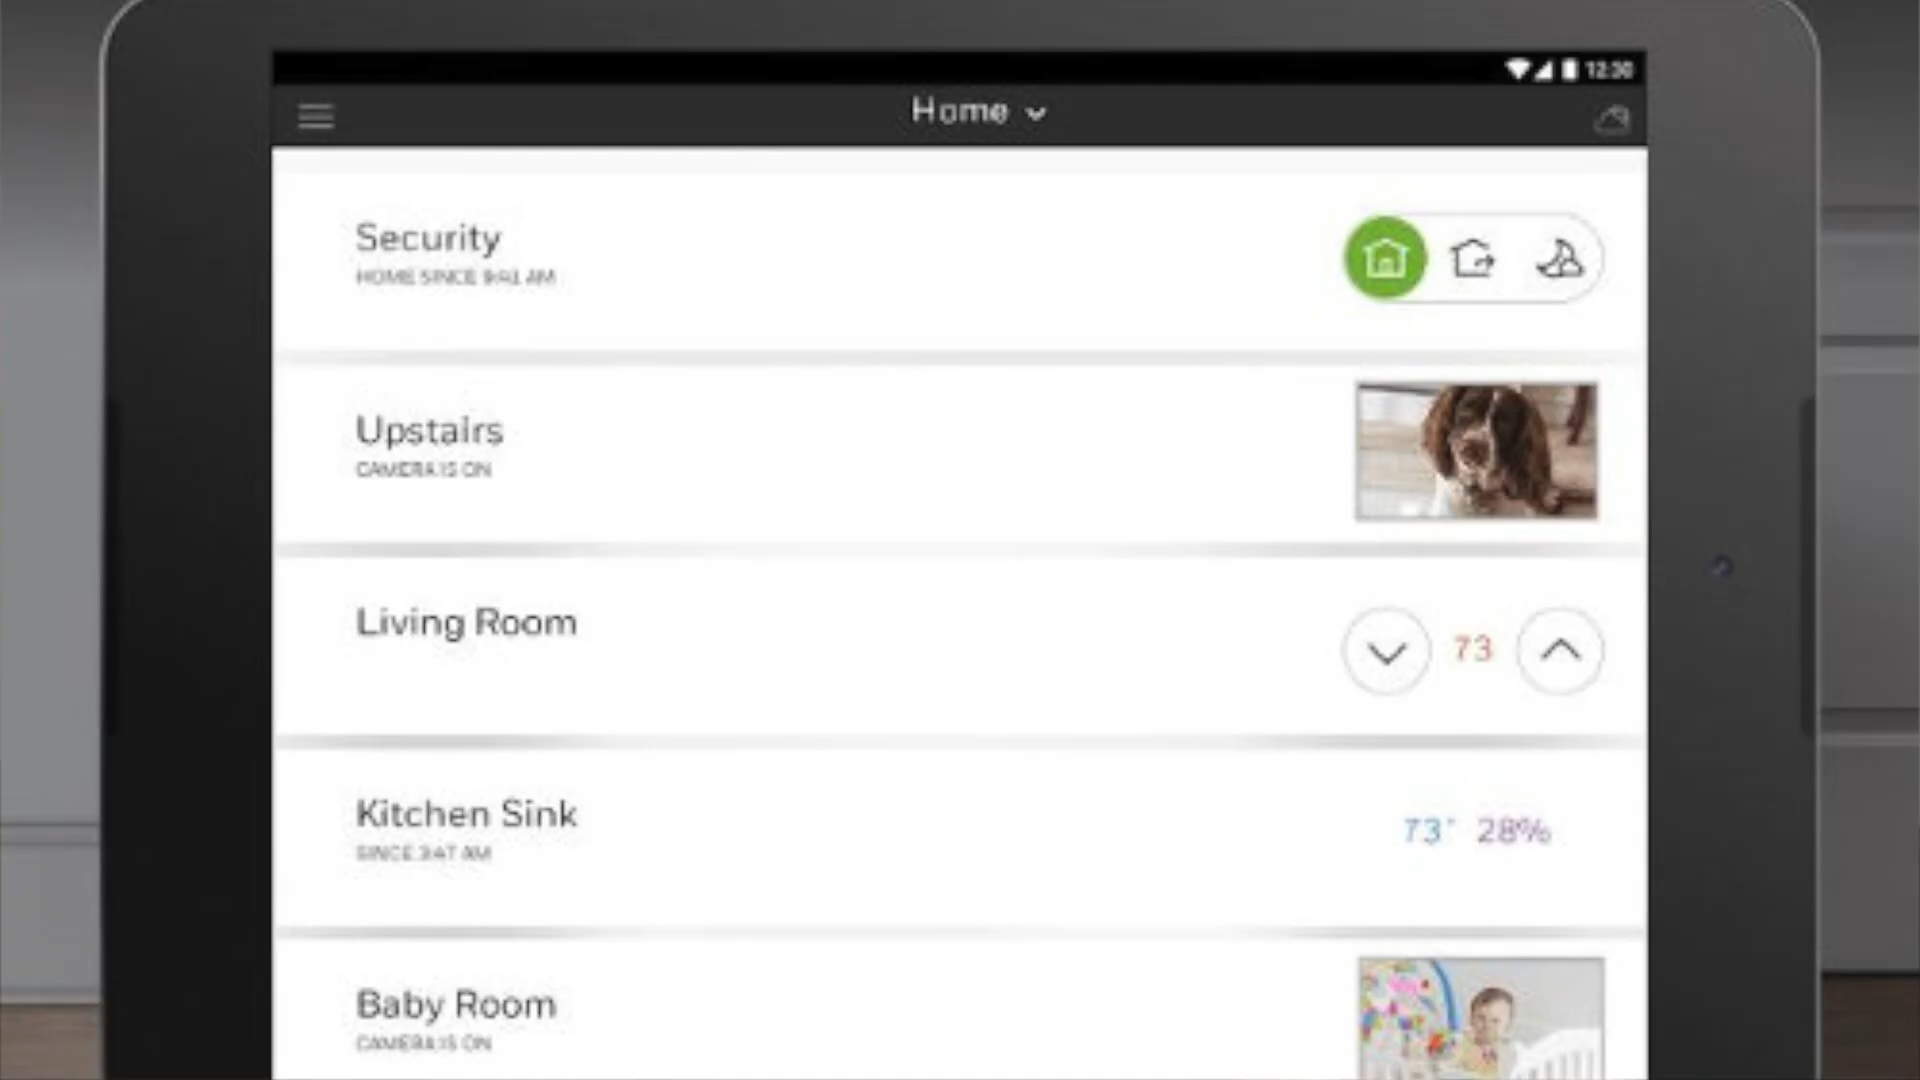 12:30
Home
Security
HOME SINCE 9:41 AM
Upstairs
CAMERA IS ON
Living Room
73
Kitchen Sink
73° 28%
SINCE 3:47 AM
Baby Room
CAMERA IS ON